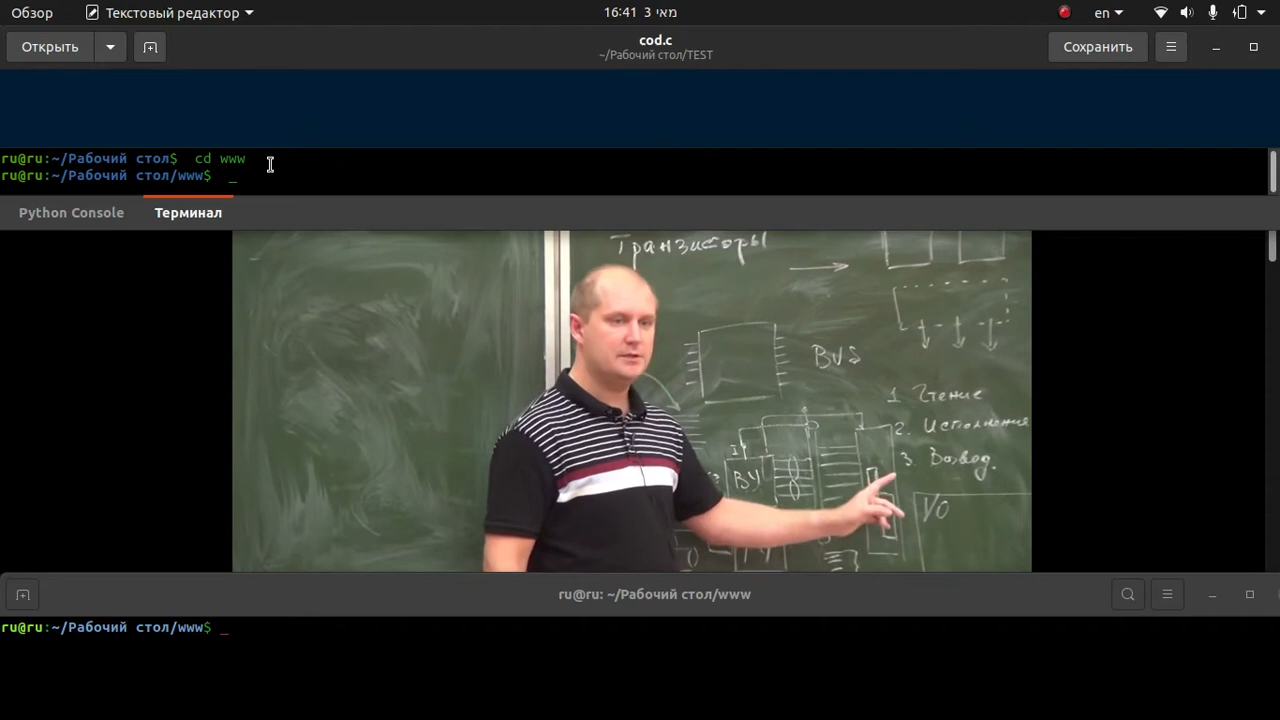 Обзор
Текстовый редактор
16:41 3 מאי
en
Открыть
cod.c
~/Рабочий стол/TEST
Сохранить
ru@ru:~/Рабочий стол$ cd www
ru@ru:~/Рабочий стол/www$ _
Python Console
Терминал
Транзисторы
BUS
1 Чтение
2. Исполнение
3. Вывод.
ВУ
I/O
ru@ru: ~/Рабочий стол/www
ru@ru:~/Рабочий стол/www$ _